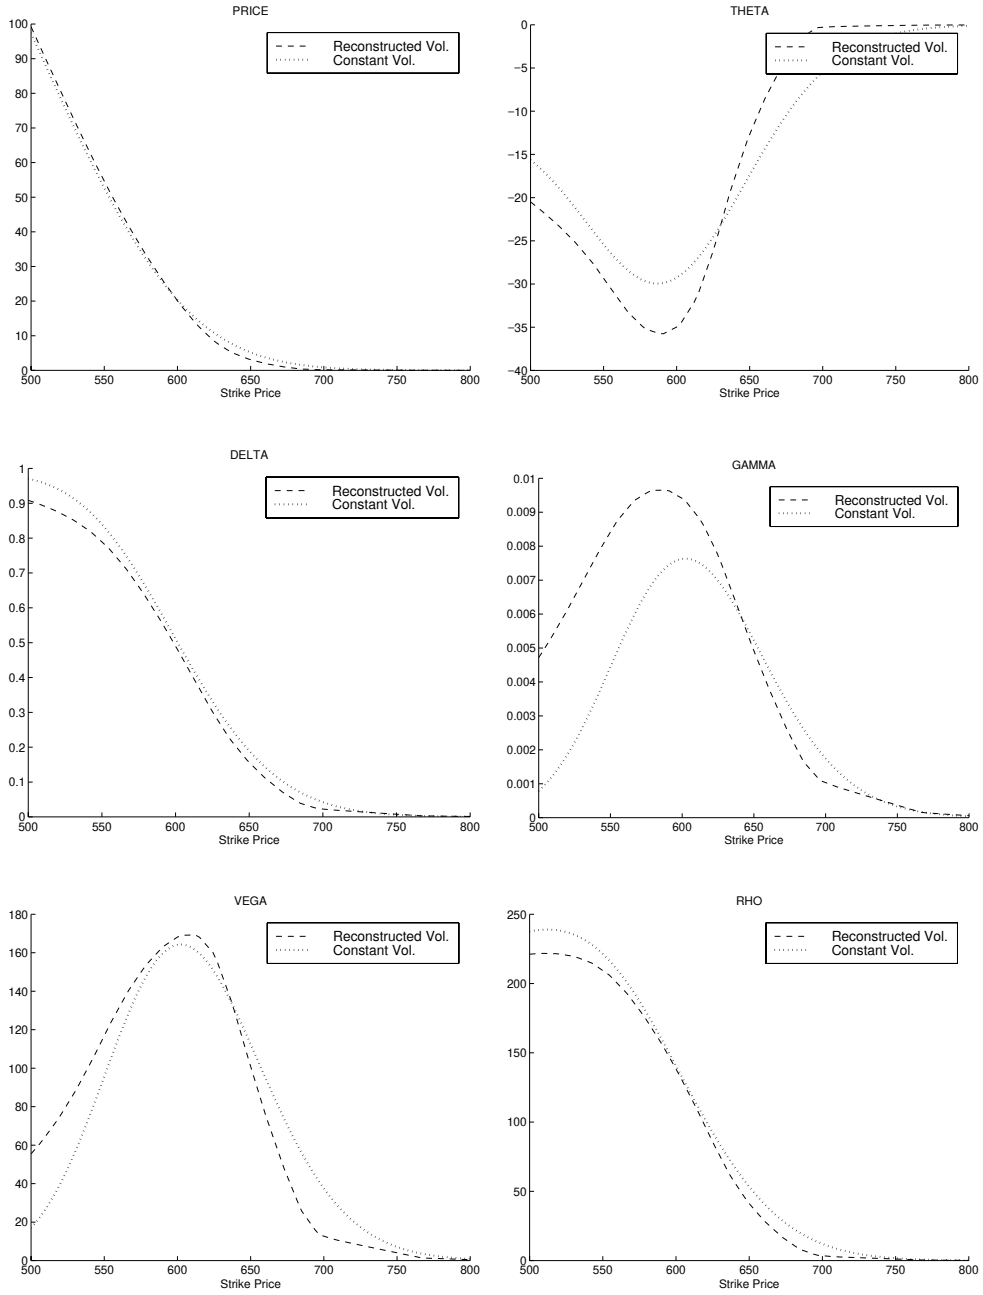 PRICE
100
90
80
70
60
50
40
30
20
10
0
500 550 600 650 700 750 800
Strike Price
Reconstructed Vol.
Constant Vol.
THETA
0
−5
−10
−15
−20
−25
−30
−35
−40
500 550 600 650 700 750 800
Strike Price
Reconstructed Vol.
Constant Vol.
DELTA
1
0.9
0.8
0.7
0.6
0.5
0.4
0.3
0.2
0.1
0
500 550 600 650 700 750 800
Strike Price
Reconstructed Vol.
Constant Vol.
GAMMA
0.01
0.009
0.008
0.007
0.006
0.005
0.004
0.003
0.002
0.001
0
500 550 600 650 700 750 800
Strike Price
Reconstructed Vol.
Constant Vol.
VEGA
180
160
140
120
100
80
60
40
20
0
500 550 600 650 700 750 800
Strike Price
Reconstructed Vol.
Constant Vol.
RHO
250
200
150
100
50
0
500 550 600 650 700 750 800
Strike Price
Reconstructed Vol.
Constant Vol.